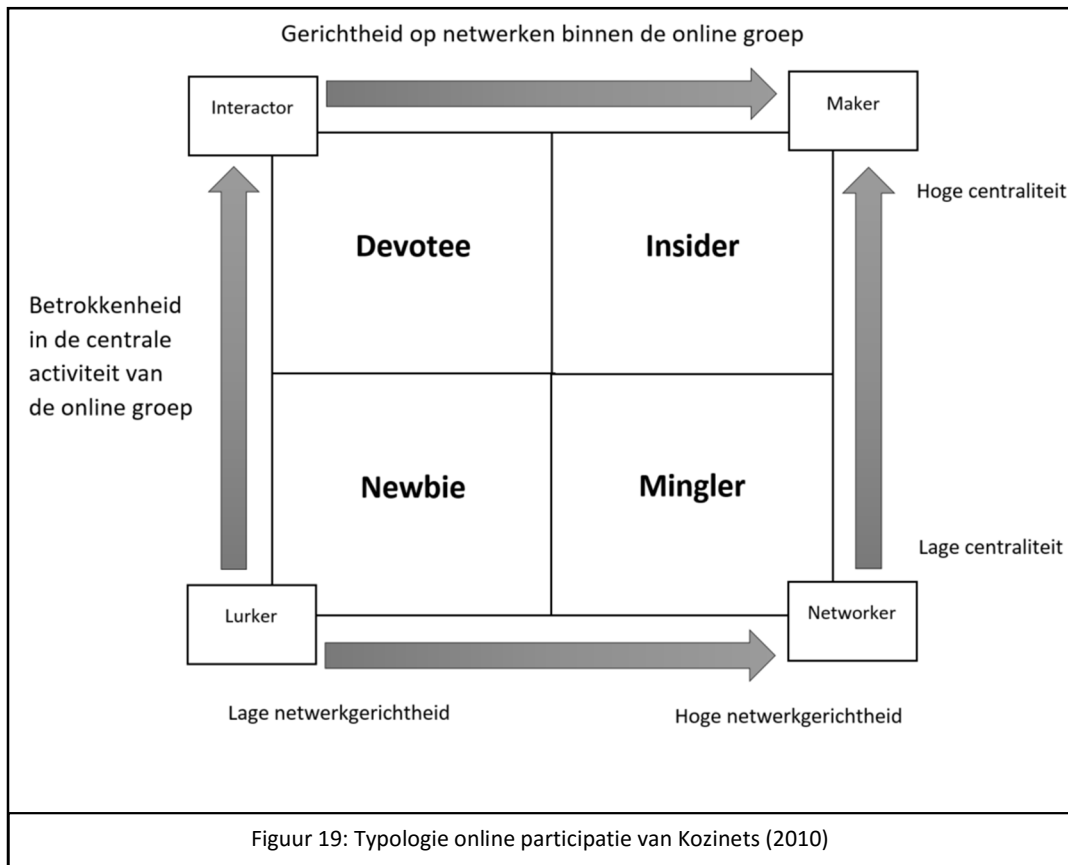 Gerichtheid op netwerken binnen de online groep
Interactor
Maker
Hoge centraliteit
Devotee
Insider
Betrokkenheid
in de centrale
activiteit van
de online groep
Newbie
Mingler
Lage centraliteit
Lurker
Networker
Lage netwerkgerichtheid
Hoge netwerkgerichtheid
Figuur 19: Typologie online participatie van Kozinets (2010)